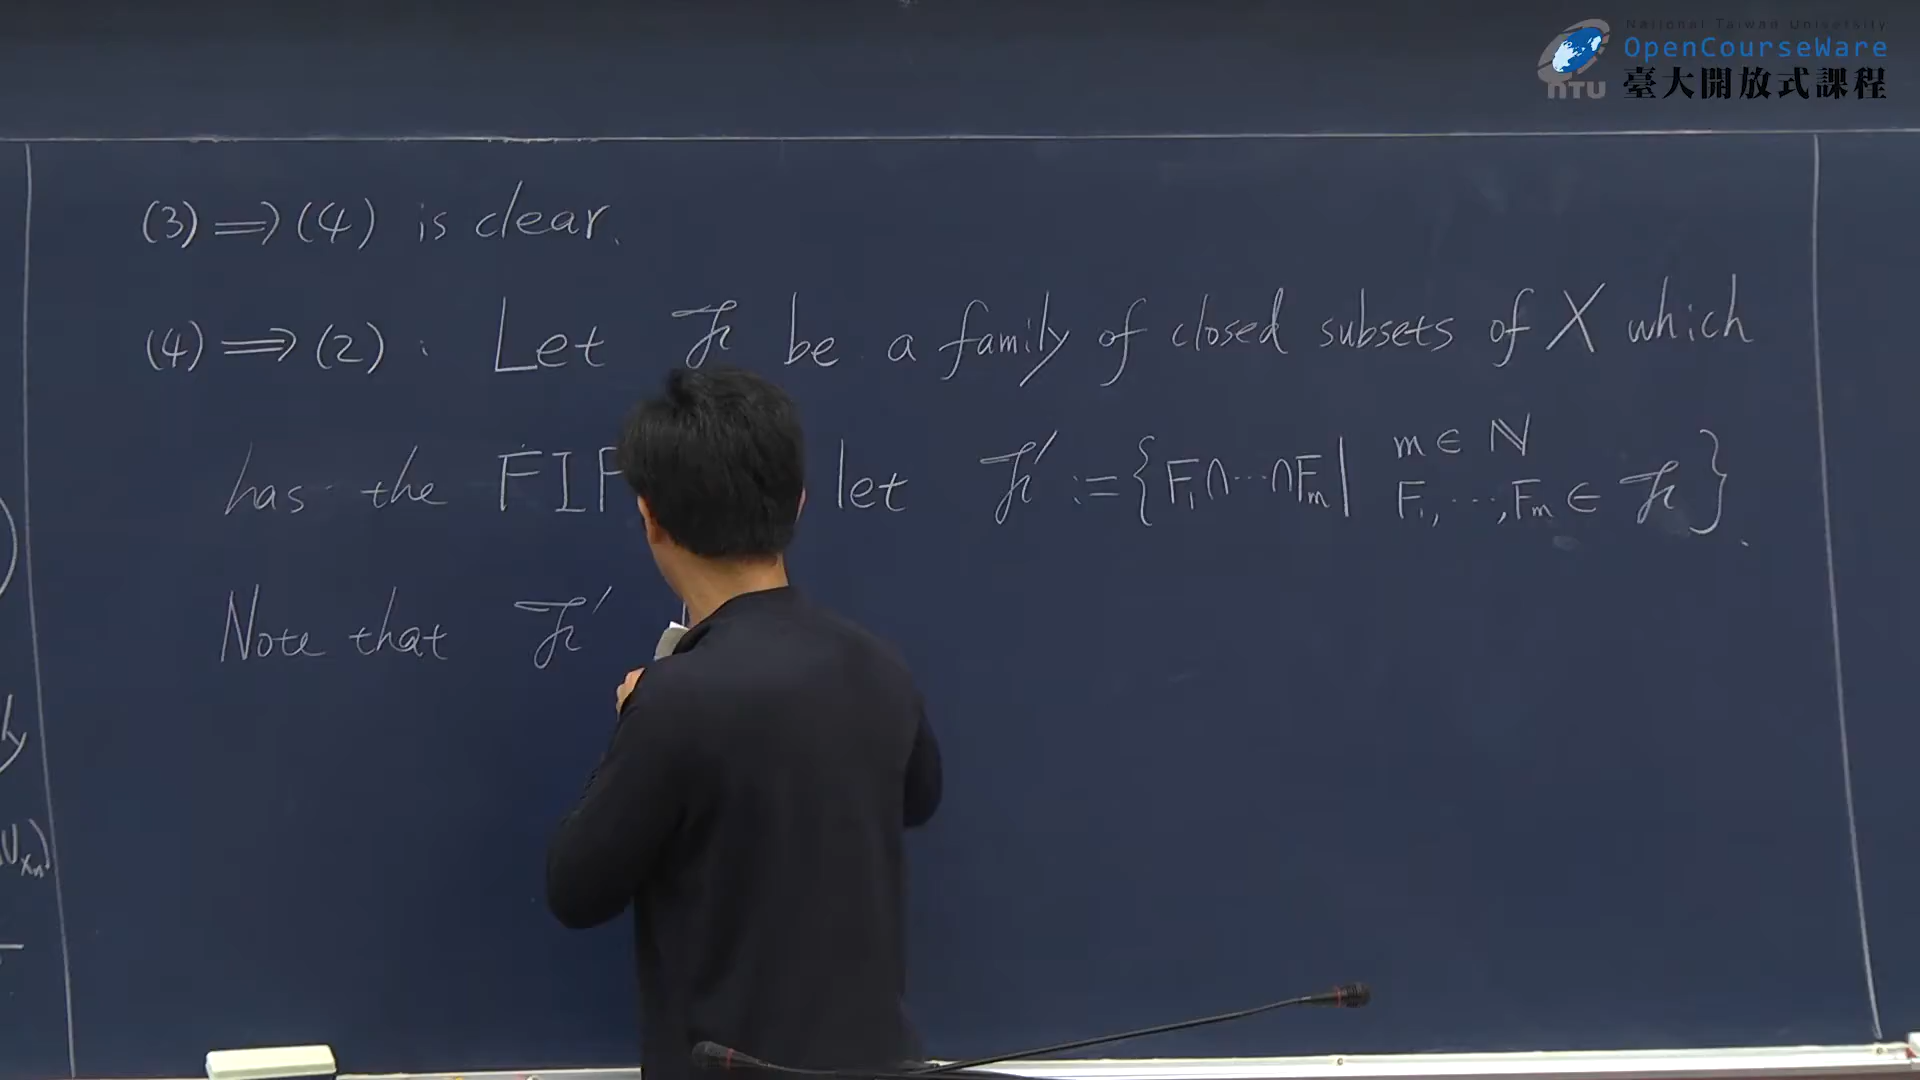 National Taiwan University
OpenCourseWare
NTU 臺大開放式課程
(3) ⟹ (4) is clear.
(4) ⟹ (2) : Let ℱ be a family of closed subsets of X which
has the FIP let ℱ' := {F₁∩⋯∩Fₘ | m ∈ ℕ F₁, ⋯, Fₘ ∈ ℱ}.
Note that ℱ'